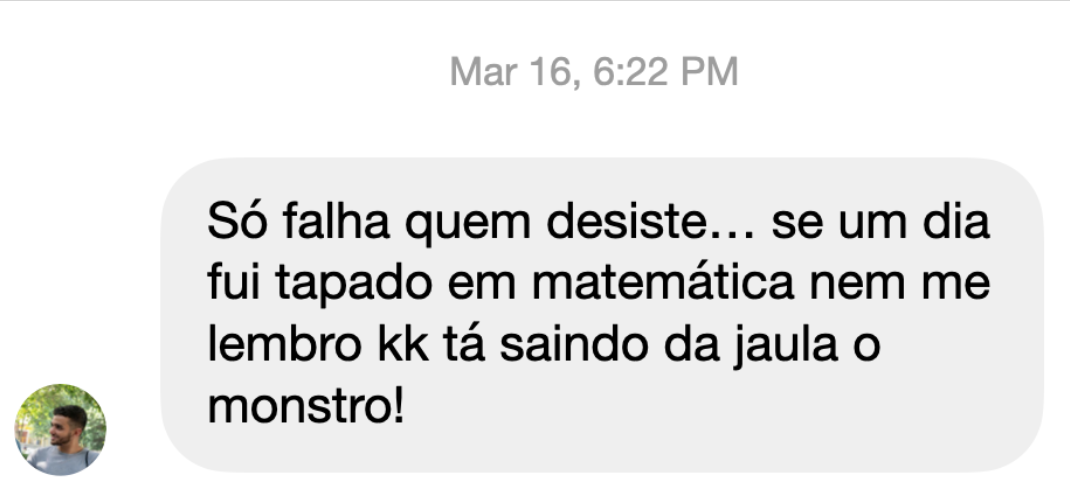 Mar 16, 6:22 PM
Só falha quem desiste… se um dia
fui tapado em matemática nem me
lembro kk tá saindo da jaula o
monstro!